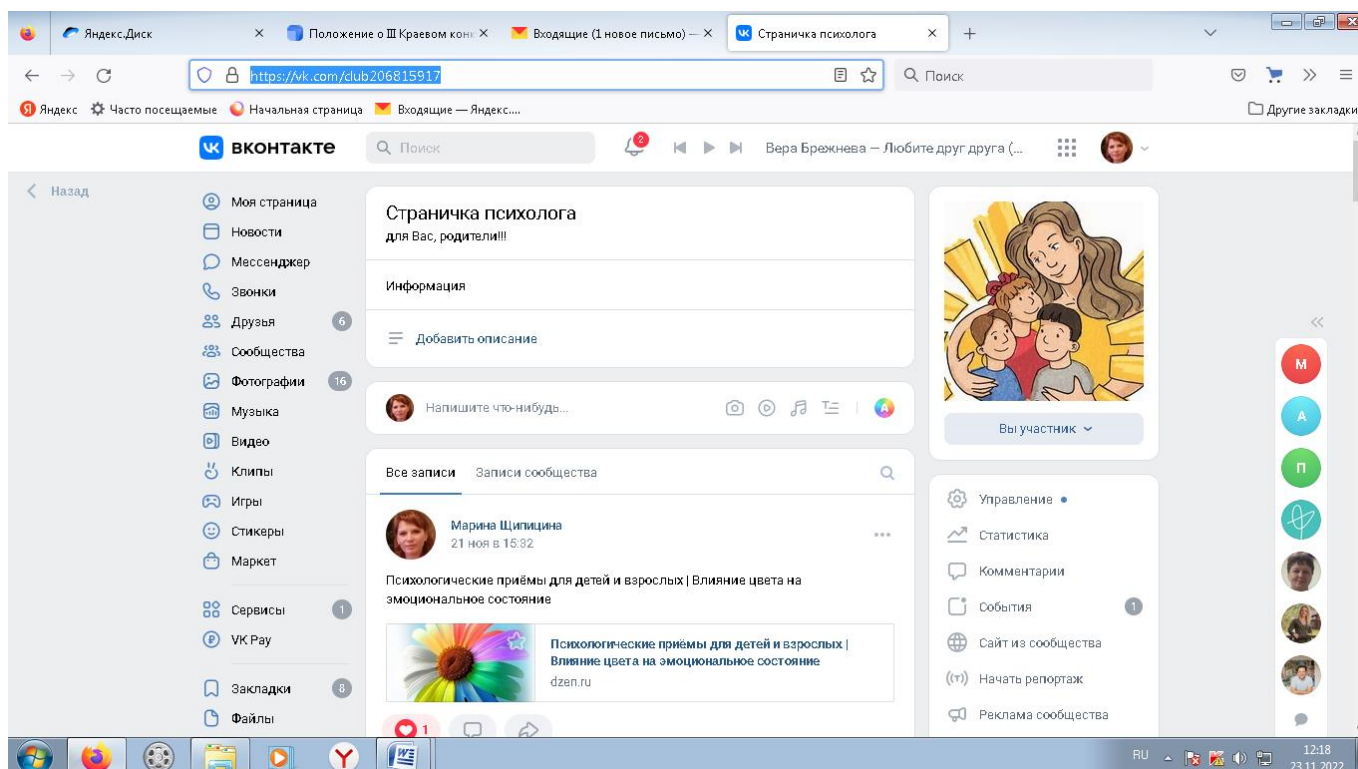 Яндекс.Диск
Положение о III Краевом конк
Входящие (1 новое письмо) —
Страничка психолога
https://vk.com/club206815917
Поиск
Яндекс
Часто посещаемые
Начальная страница
Входящие — Яндекс....
Другие закладки
вконтакте
Поиск
2
Вера Брежнева – Любите друг друга (...
Назад
Моя страница
Новости
Мессенджер
Звонки
Друзья 6
Сообщества
Фотографии 16
Музыка
Видео
Клипы
Игры
Стикеры
Маркет
Сервисы 1
VK Pay
Закладки 8
Файлы
Страничка психолога
для Вас, родители!!!
Информация
Добавить описание
Напишите что-нибудь...
Все записи Записи сообщества
Марина Щипицина
21 ноя в 15:32
Психологические приёмы для детей и взрослых | Влияние цвета на
эмоциональное состояние
Психологические приёмы для детей и взрослых |
Влияние цвета на эмоциональное состояние
dzen.ru
1
Вы участник
Управление
Статистика
Комментарии
События 1
Сайт из сообщества
Начать репортаж
Реклама сообщества
М
А
П
RU
12:18
23.11.2022